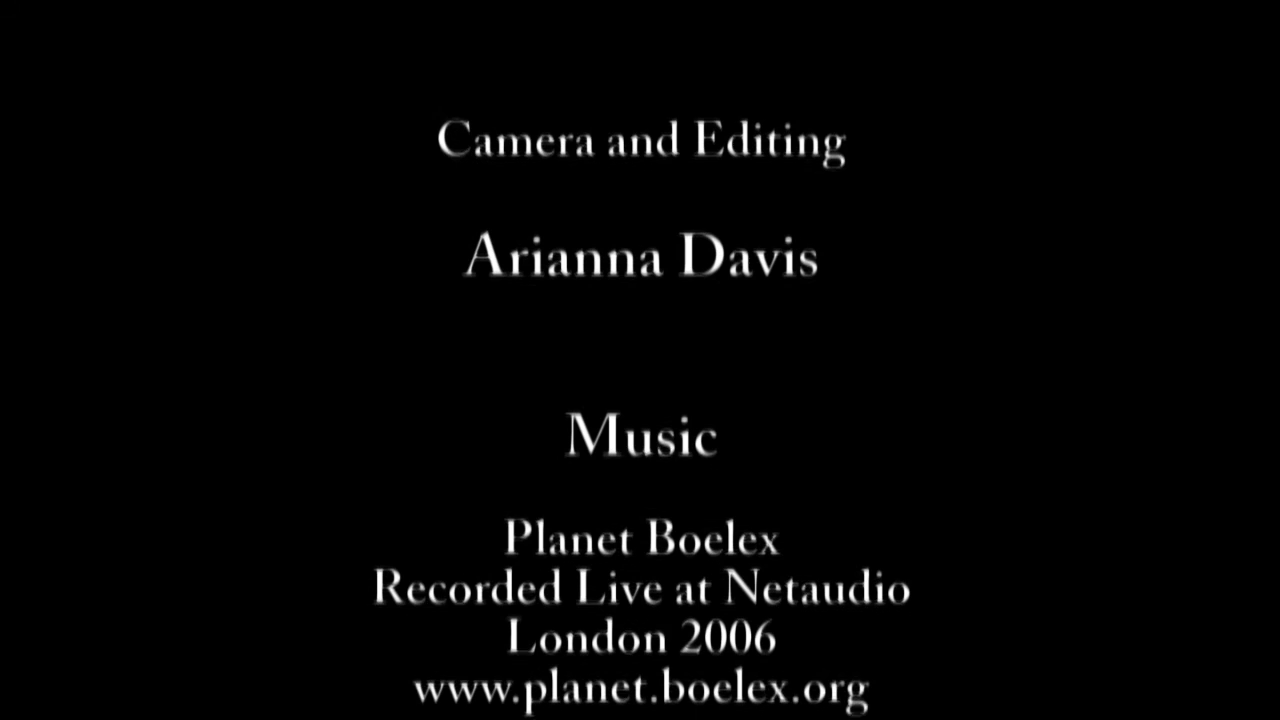 Camera and Editing
Arianna Davis
Music
Planet Boelex
Recorded Live at Netaudio
London 2006
www.planet.boelex.org